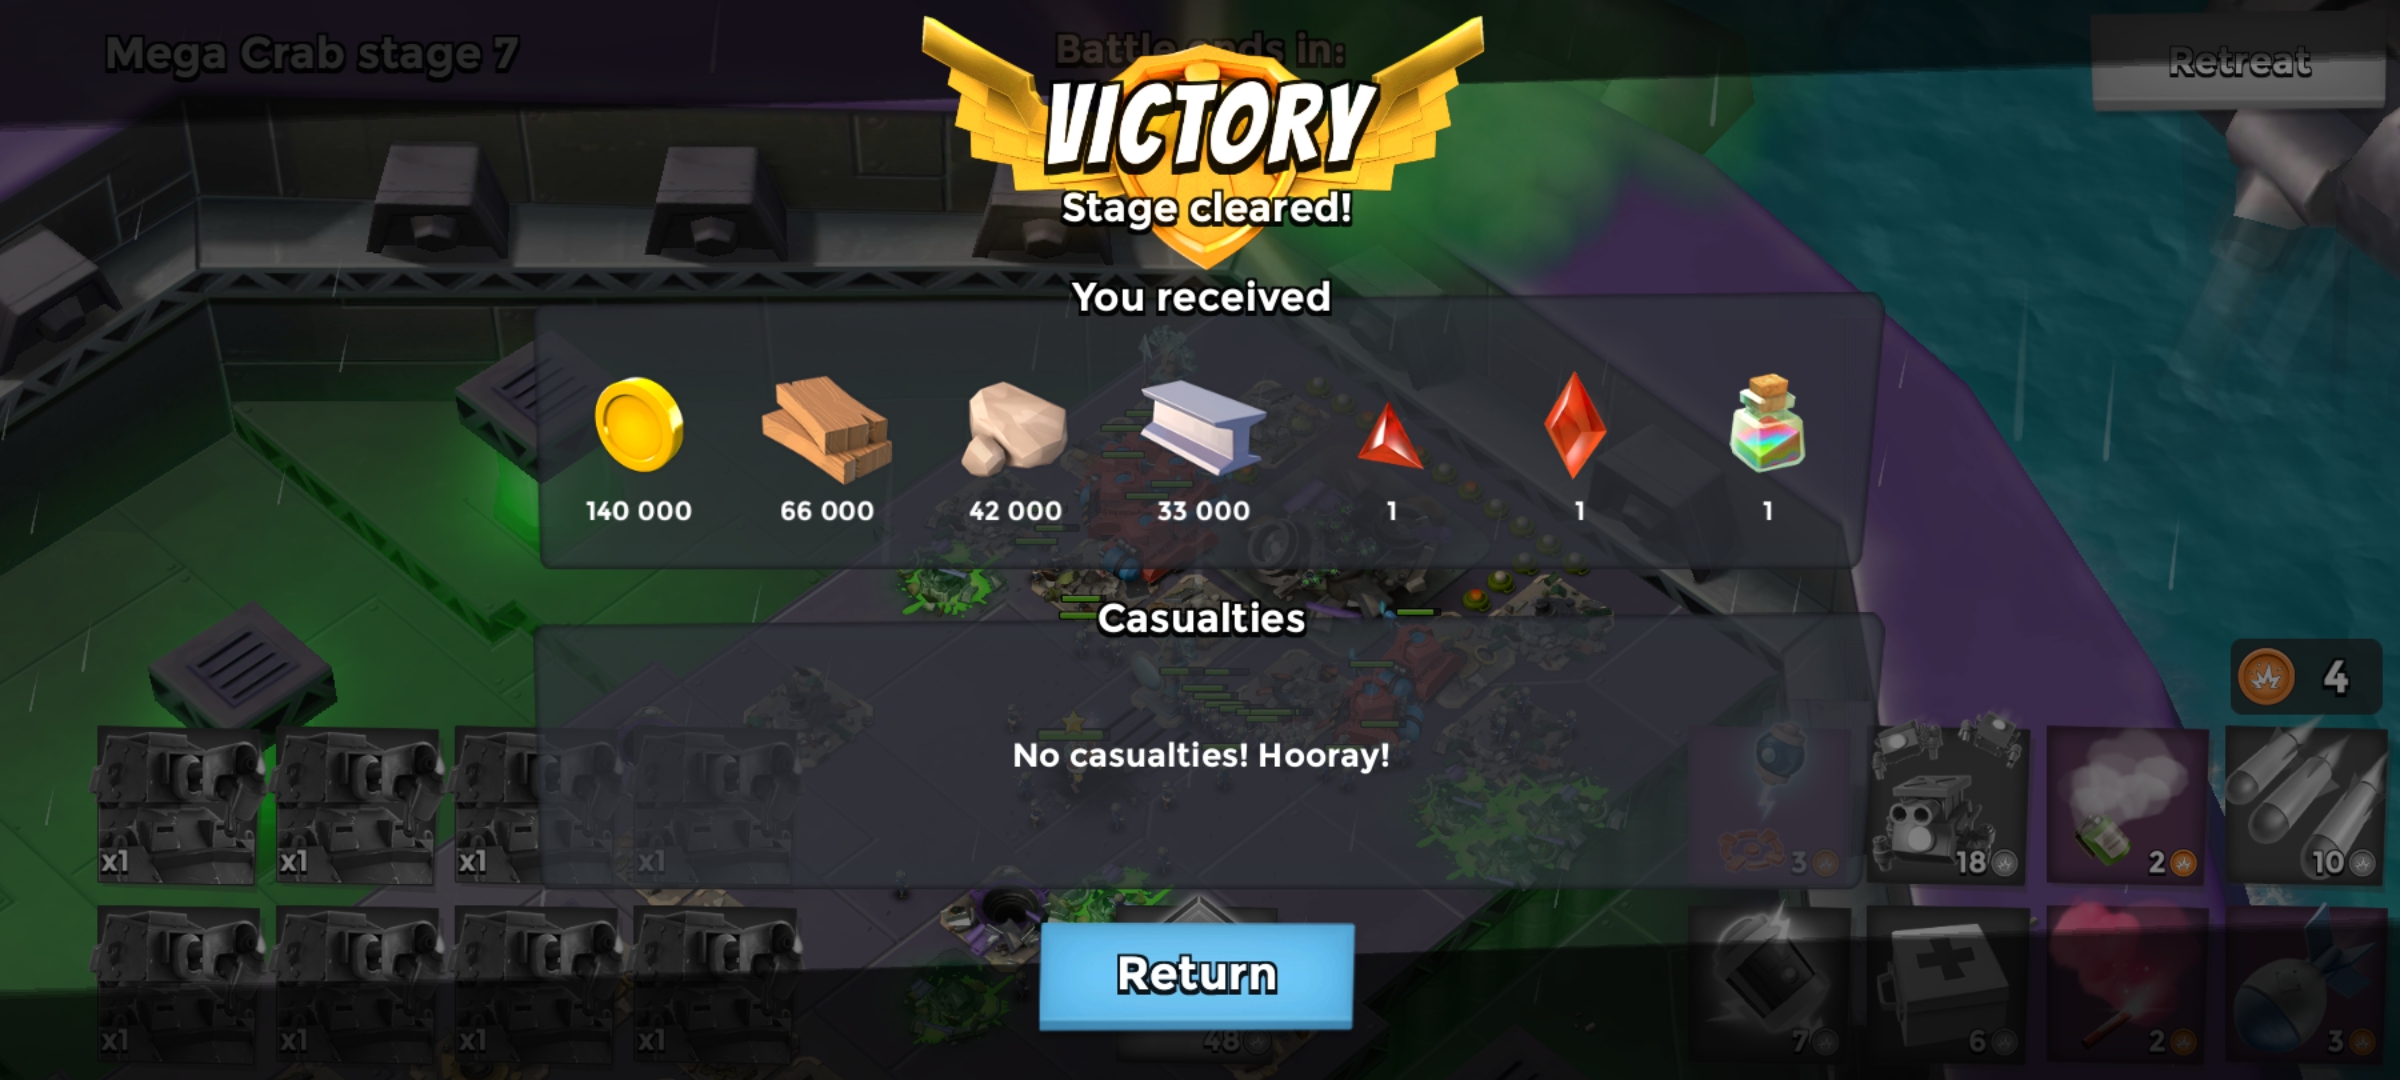 Mega Crab stage 7
Battle ends in:
Retreat
VICTORY
Stage cleared!
You received
140 000
66 000
42 000
33 000
1
1
1
Casualties
No casualties! Hooray!
4
x1
x1
x1
x1
3
18
2
10
x1
x1
x1
x1
Return
48
7
6
2
3